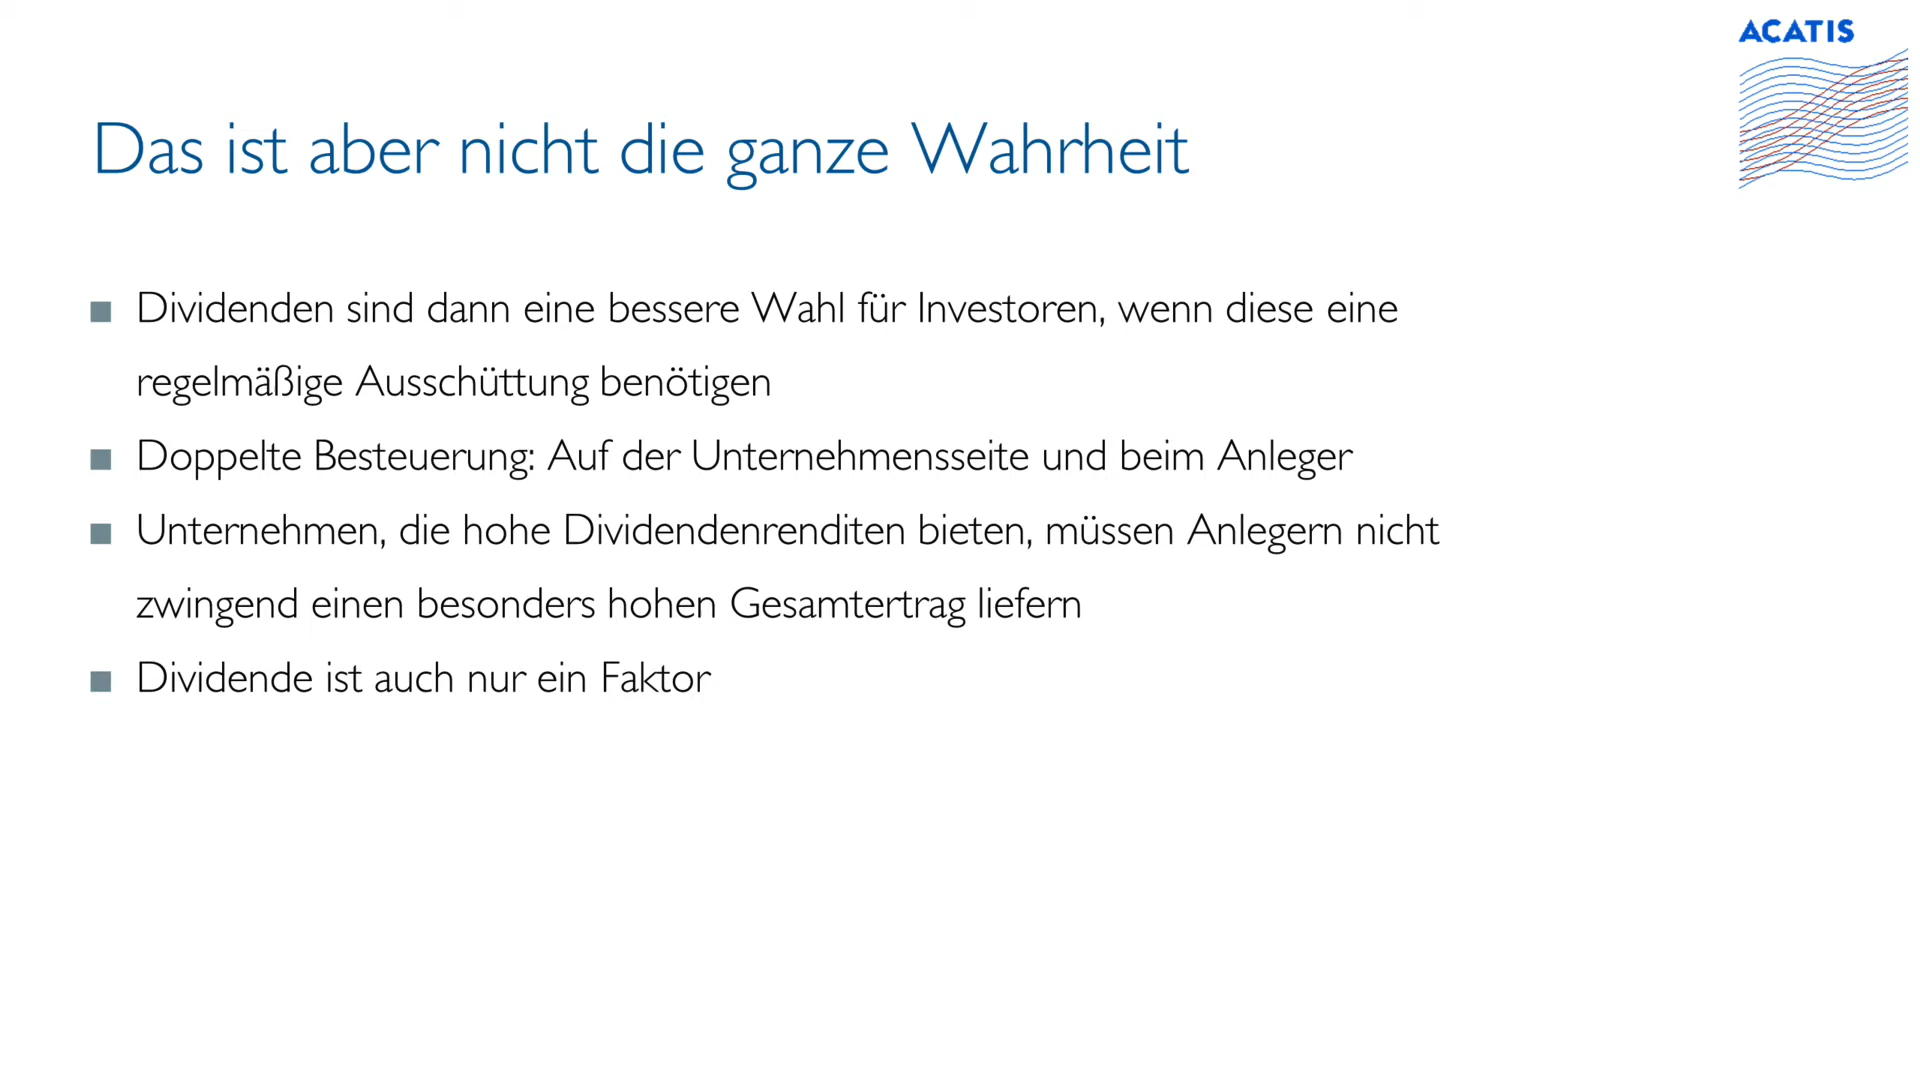 ACATIS
Das ist aber nicht die ganze Wahrheit
Dividenden sind dann eine bessere Wahl für Investoren, wenn diese eine
regelmäßige Ausschüttung benötigen
Doppelte Besteuerung: Auf der Unternehmensseite und beim Anleger
Unternehmen, die hohe Dividendenrenditen bieten, müssen Anlegern nicht
zwingend einen besonders hohen Gesamtertrag liefern
Dividende ist auch nur ein Faktor